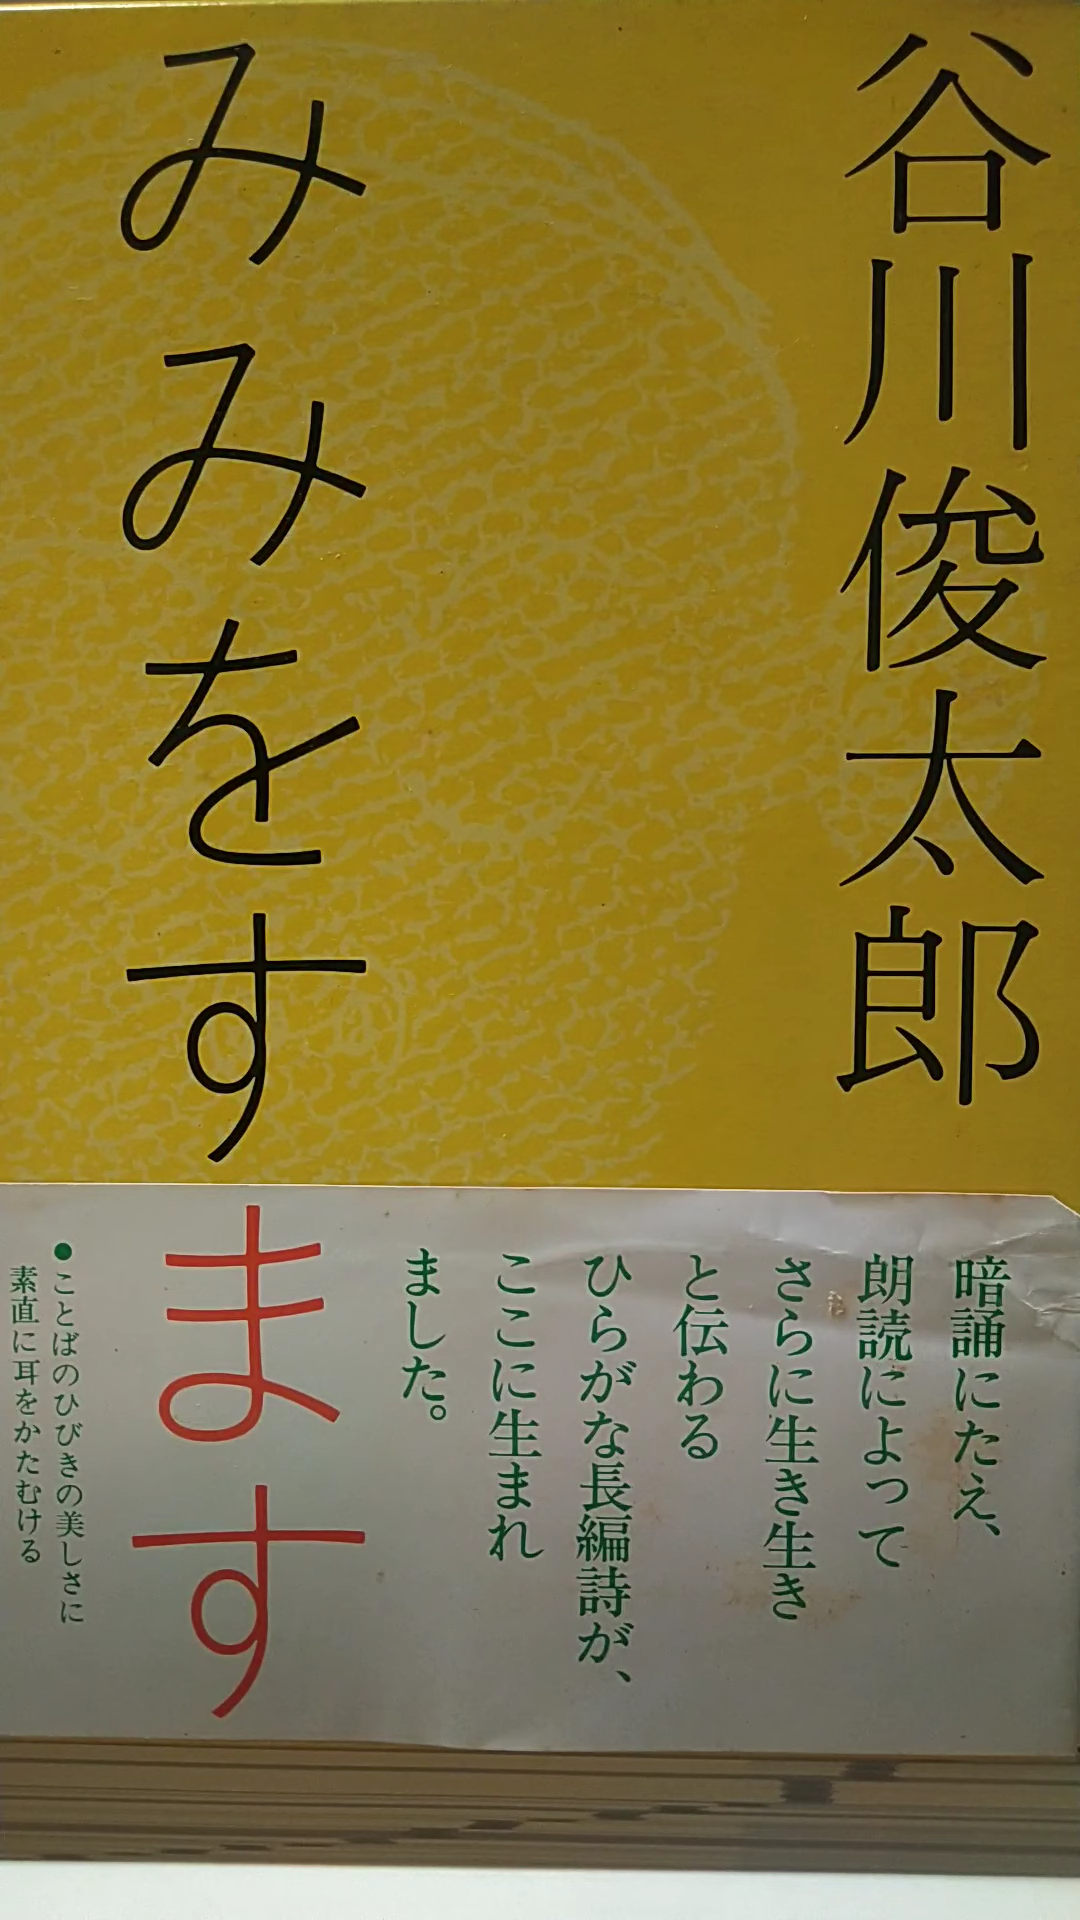 谷川俊太郎
みみをすます
暗誦にたえ、
朗読によって
さらに生き生き
と伝わる
ひらがな長編詩が、
ここに生まれ
ました。
●ことばのひびきの美しさに
素直に耳をかたむける